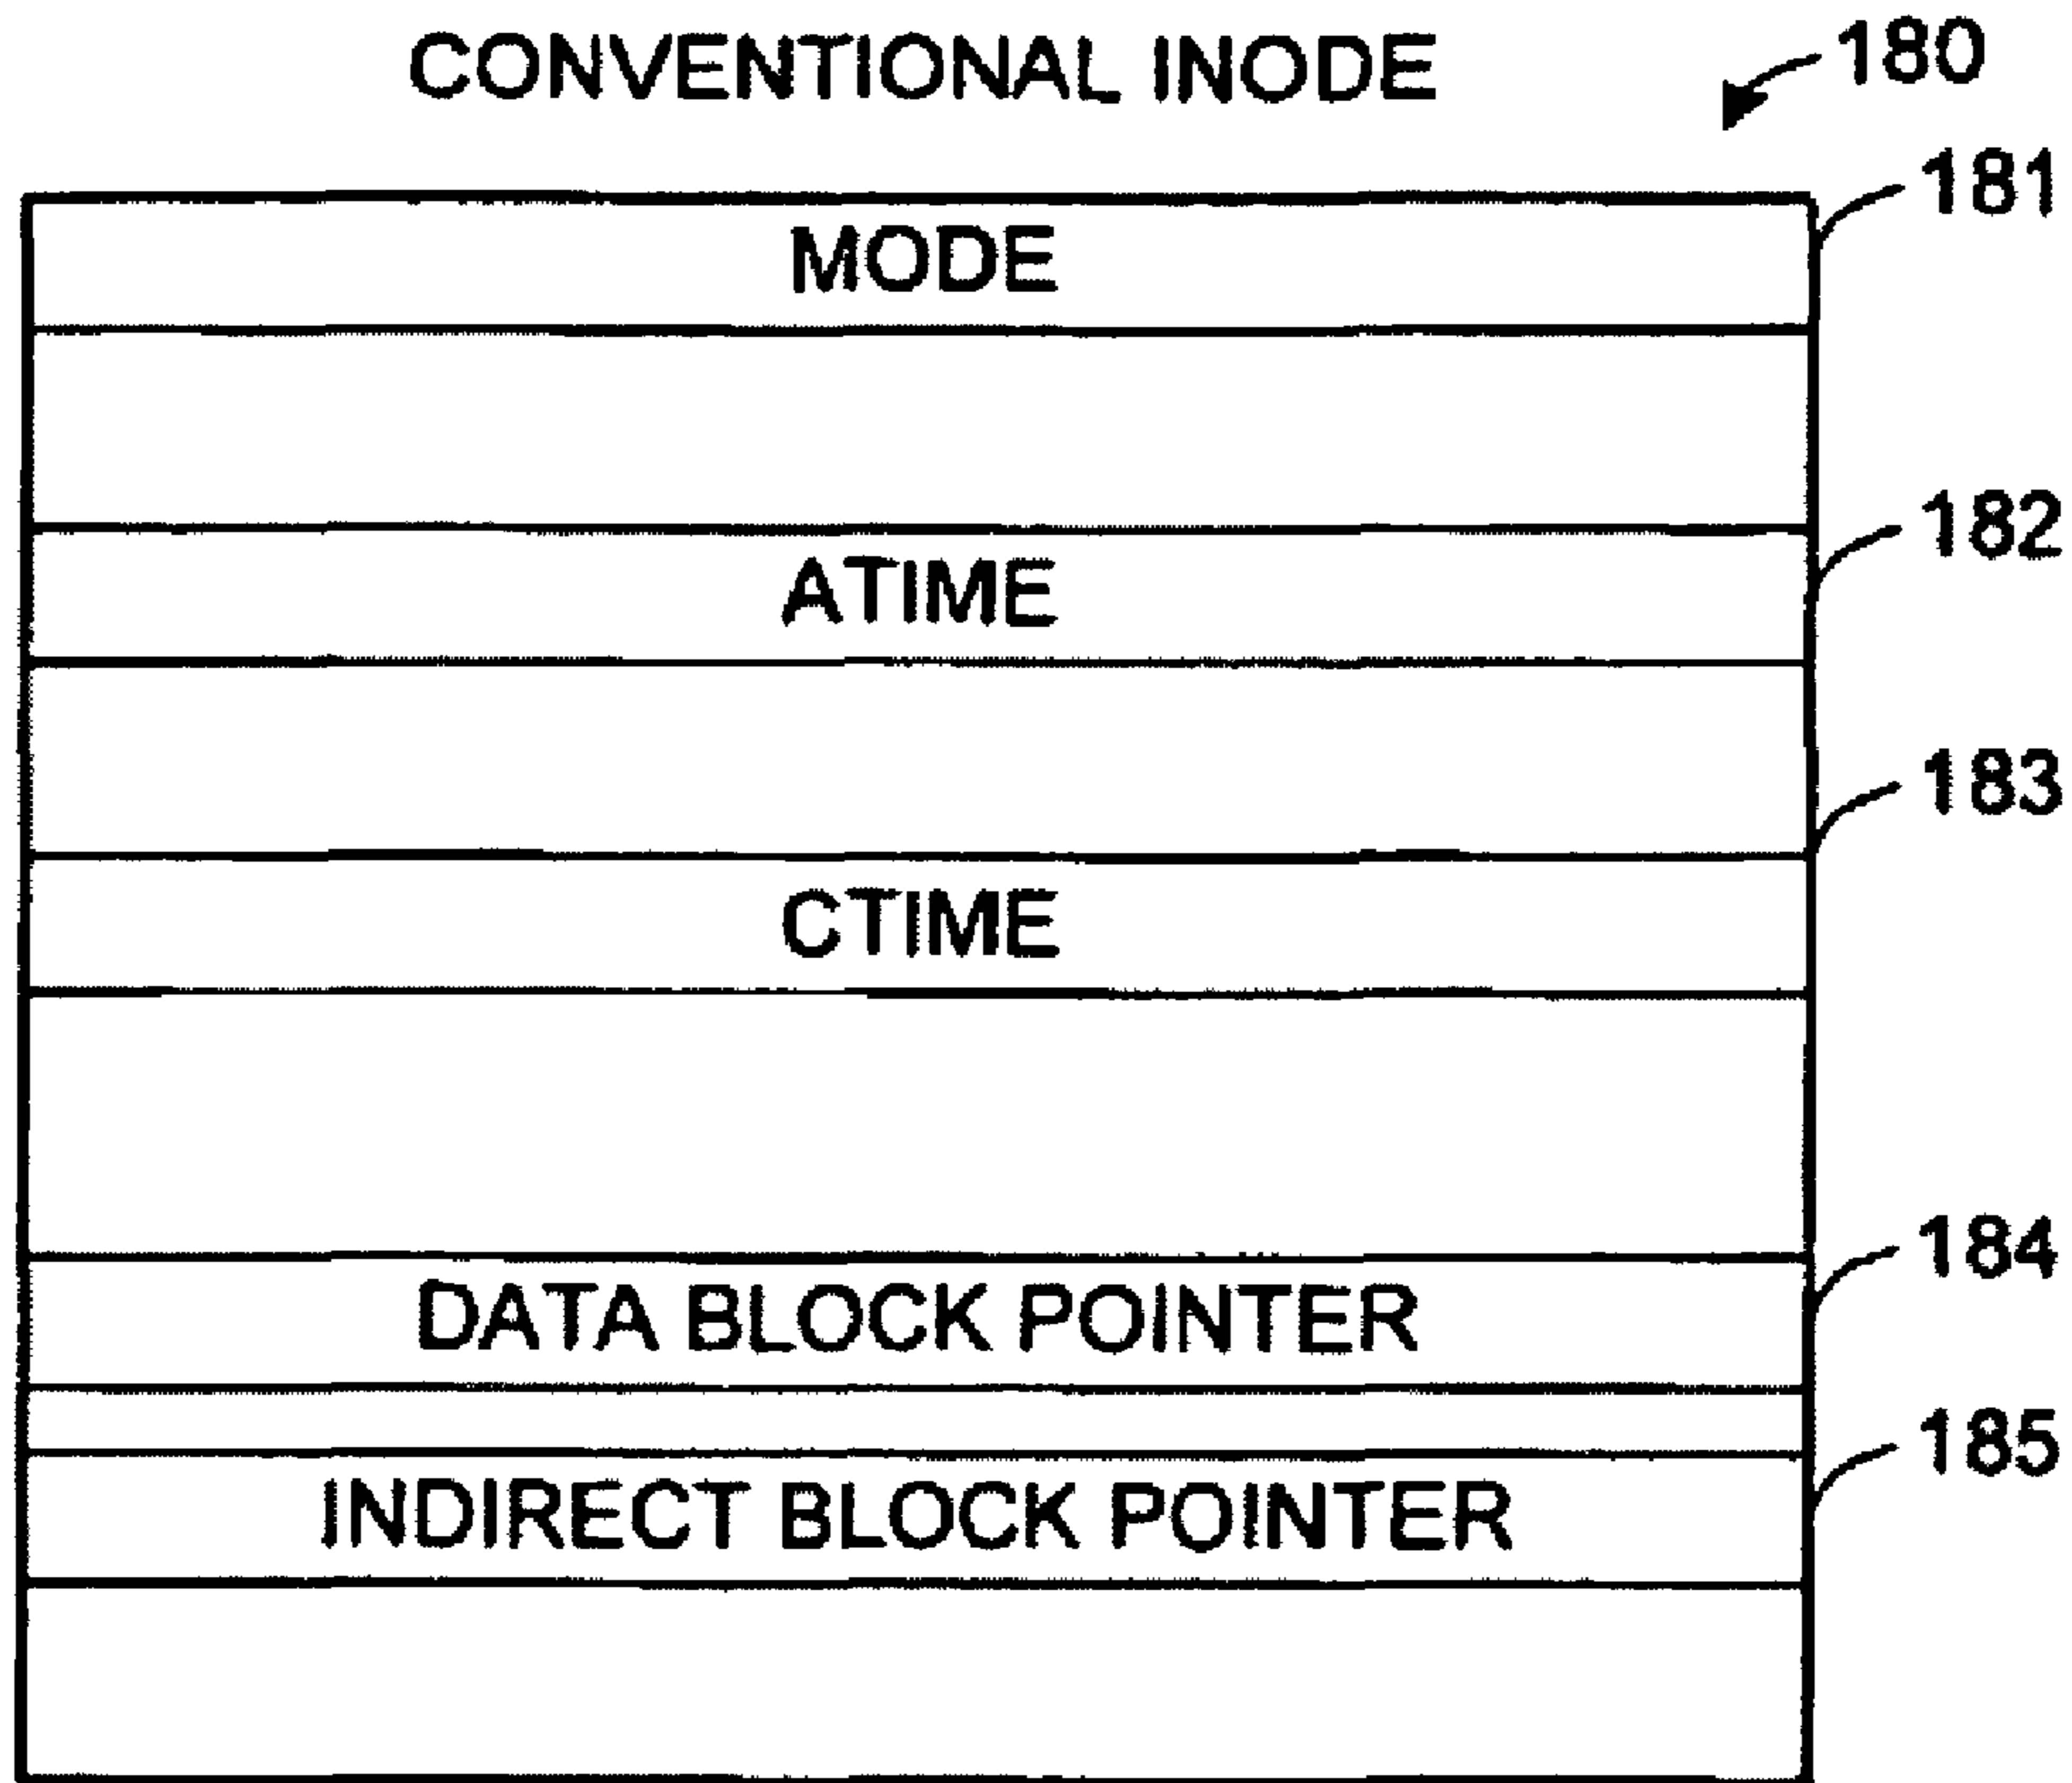 CONVENTIONAL INODE
180
181
MODE
182
ATIME
183
CTIME
184
DATA BLOCK POINTER
185
INDIRECT BLOCK POINTER